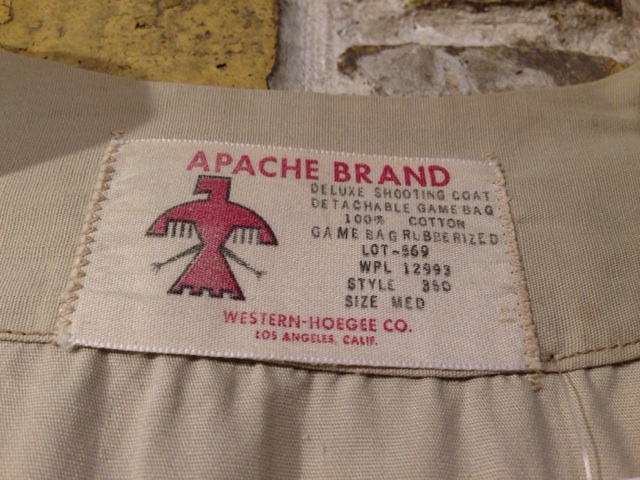 APACHE BRAND
DELUXE SHOOTING COAT
DETACHABLE GAME BAG
100% COTTON
GAME BAG RUBBERIZED
LOT-569
WPL 12993
STYLE 350
SIZE MED
WESTERN-HOEGEE CO.
LOS ANGELES, CALIF.